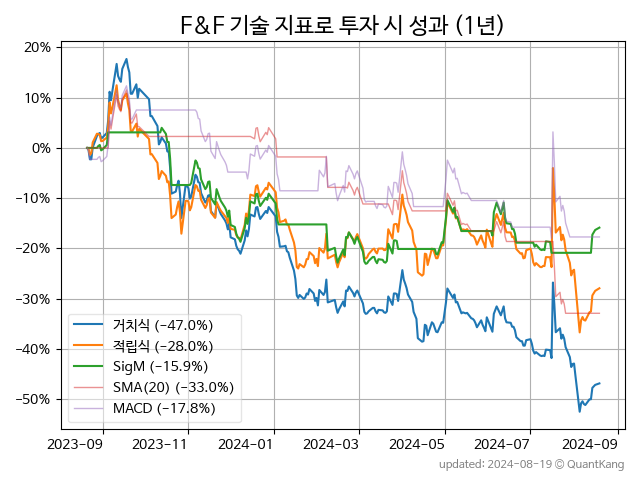 F&F 기술 지표로 투자 시 성과 (1년)
20%
10%
0%
−10%
−20%
−30%
−40%
−50%
거치식 (−47.0%)
적립식 (−28.0%)
SigM (−15.9%)
SMA(20) (−33.0%)
MACD (−17.8%)
2023-09 2023-11 2024-01 2024-03 2024-05 2024-07 2024-09
updated: 2024-08-19 © QuantKang